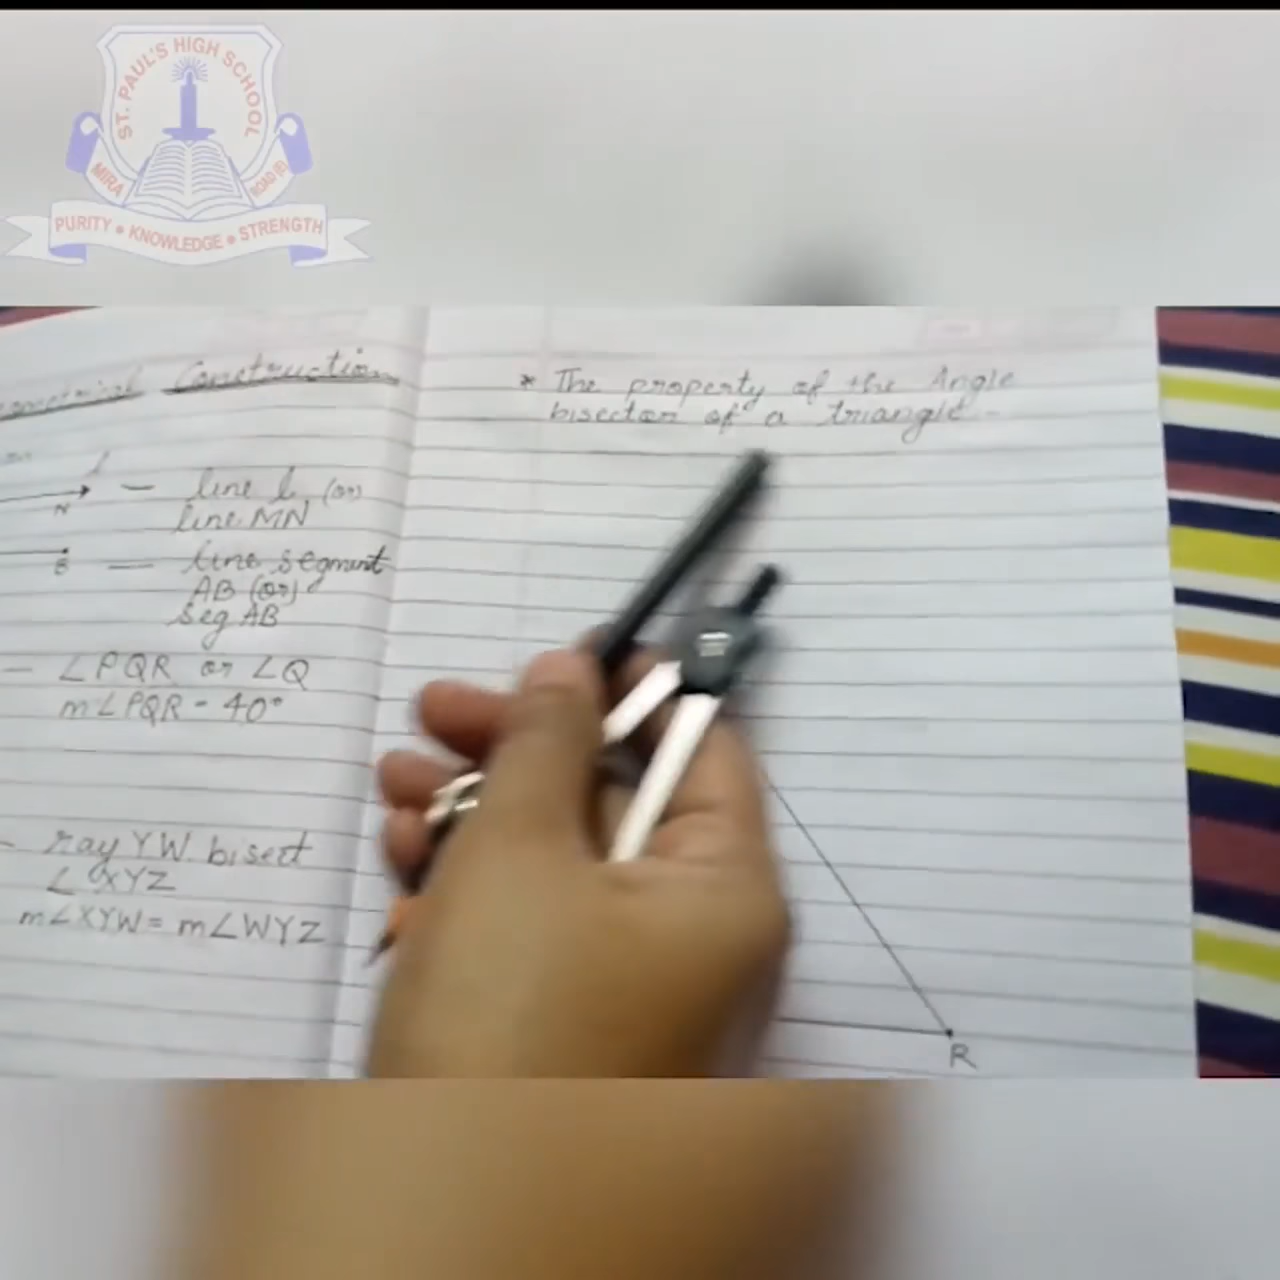 ST. PAUL'S HIGH SCHOOL
MIRA ROAD (E)
PURITY • KNOWLEDGE • STRENGTH
Construction
l
N
— line l (or)
line MN
B
— line segment
AB (or)
seg AB
— ∠PQR or ∠Q
m∠PQR = 40°
- ray YW bisect
∠ XYZ
m∠XYW = m∠WYZ
* The property of the Angle
bisector of a triangle -
R